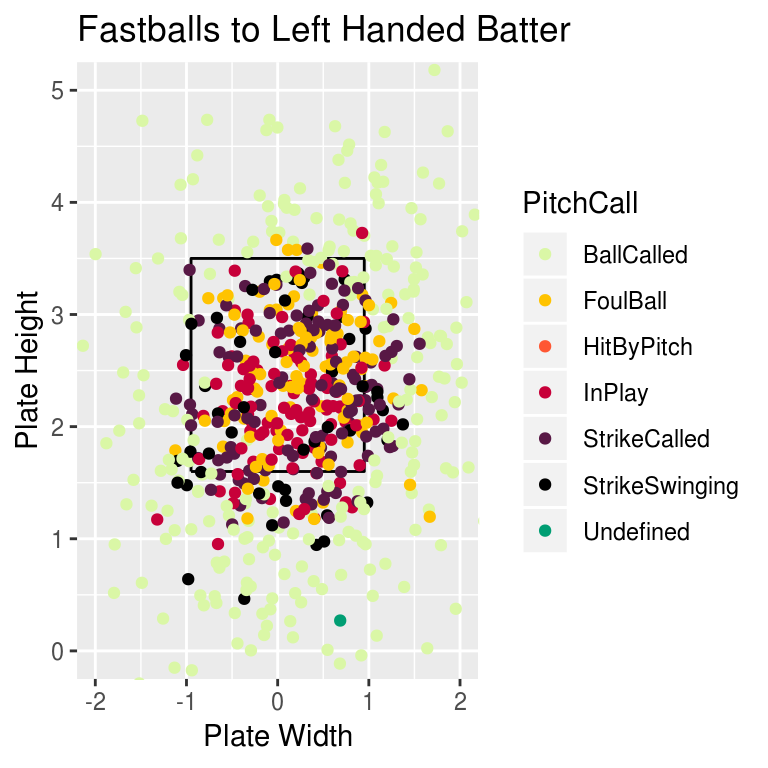 Fastballs to Left Handed Batter
5
4
3
2
1
0
-2 -1 0 1 2
Plate Width
Plate Height
PitchCall
BallCalled
FoulBall
HitByPitch
InPlay
StrikeCalled
StrikeSwinging
Undefined